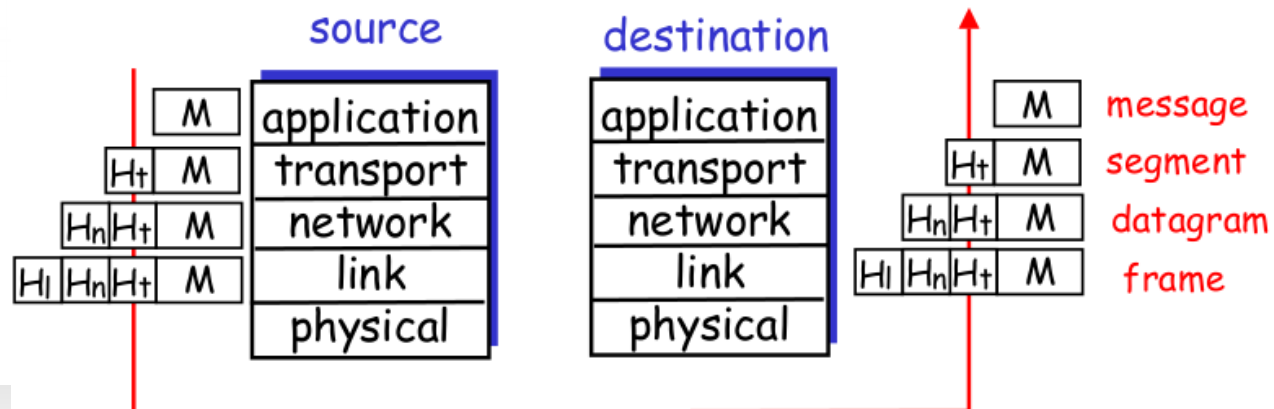 source destination
M application application M message
Ht M transport transport Ht M segment
Hn Ht M network network Hn Ht M datagram
Hl Hn Ht M link link Hl Hn Ht M frame
physical physical